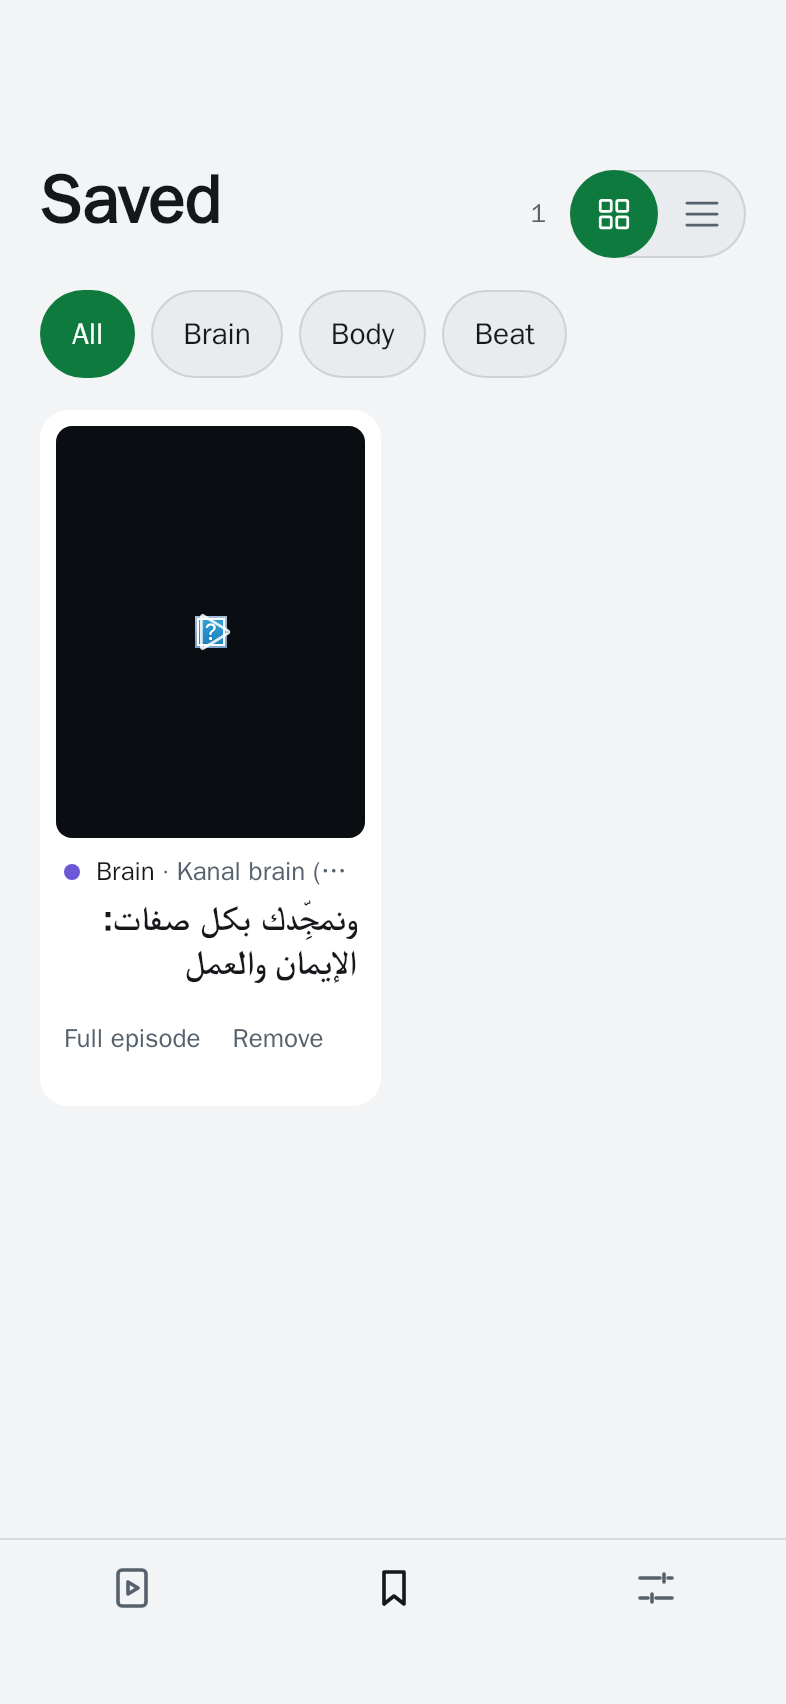 Saved
1
All
Brain
Body
Beat
?
Brain · Kanal brain (···
ونمجِّدك بكل صفات:
الإيمان والعمل
Full episode
Remove